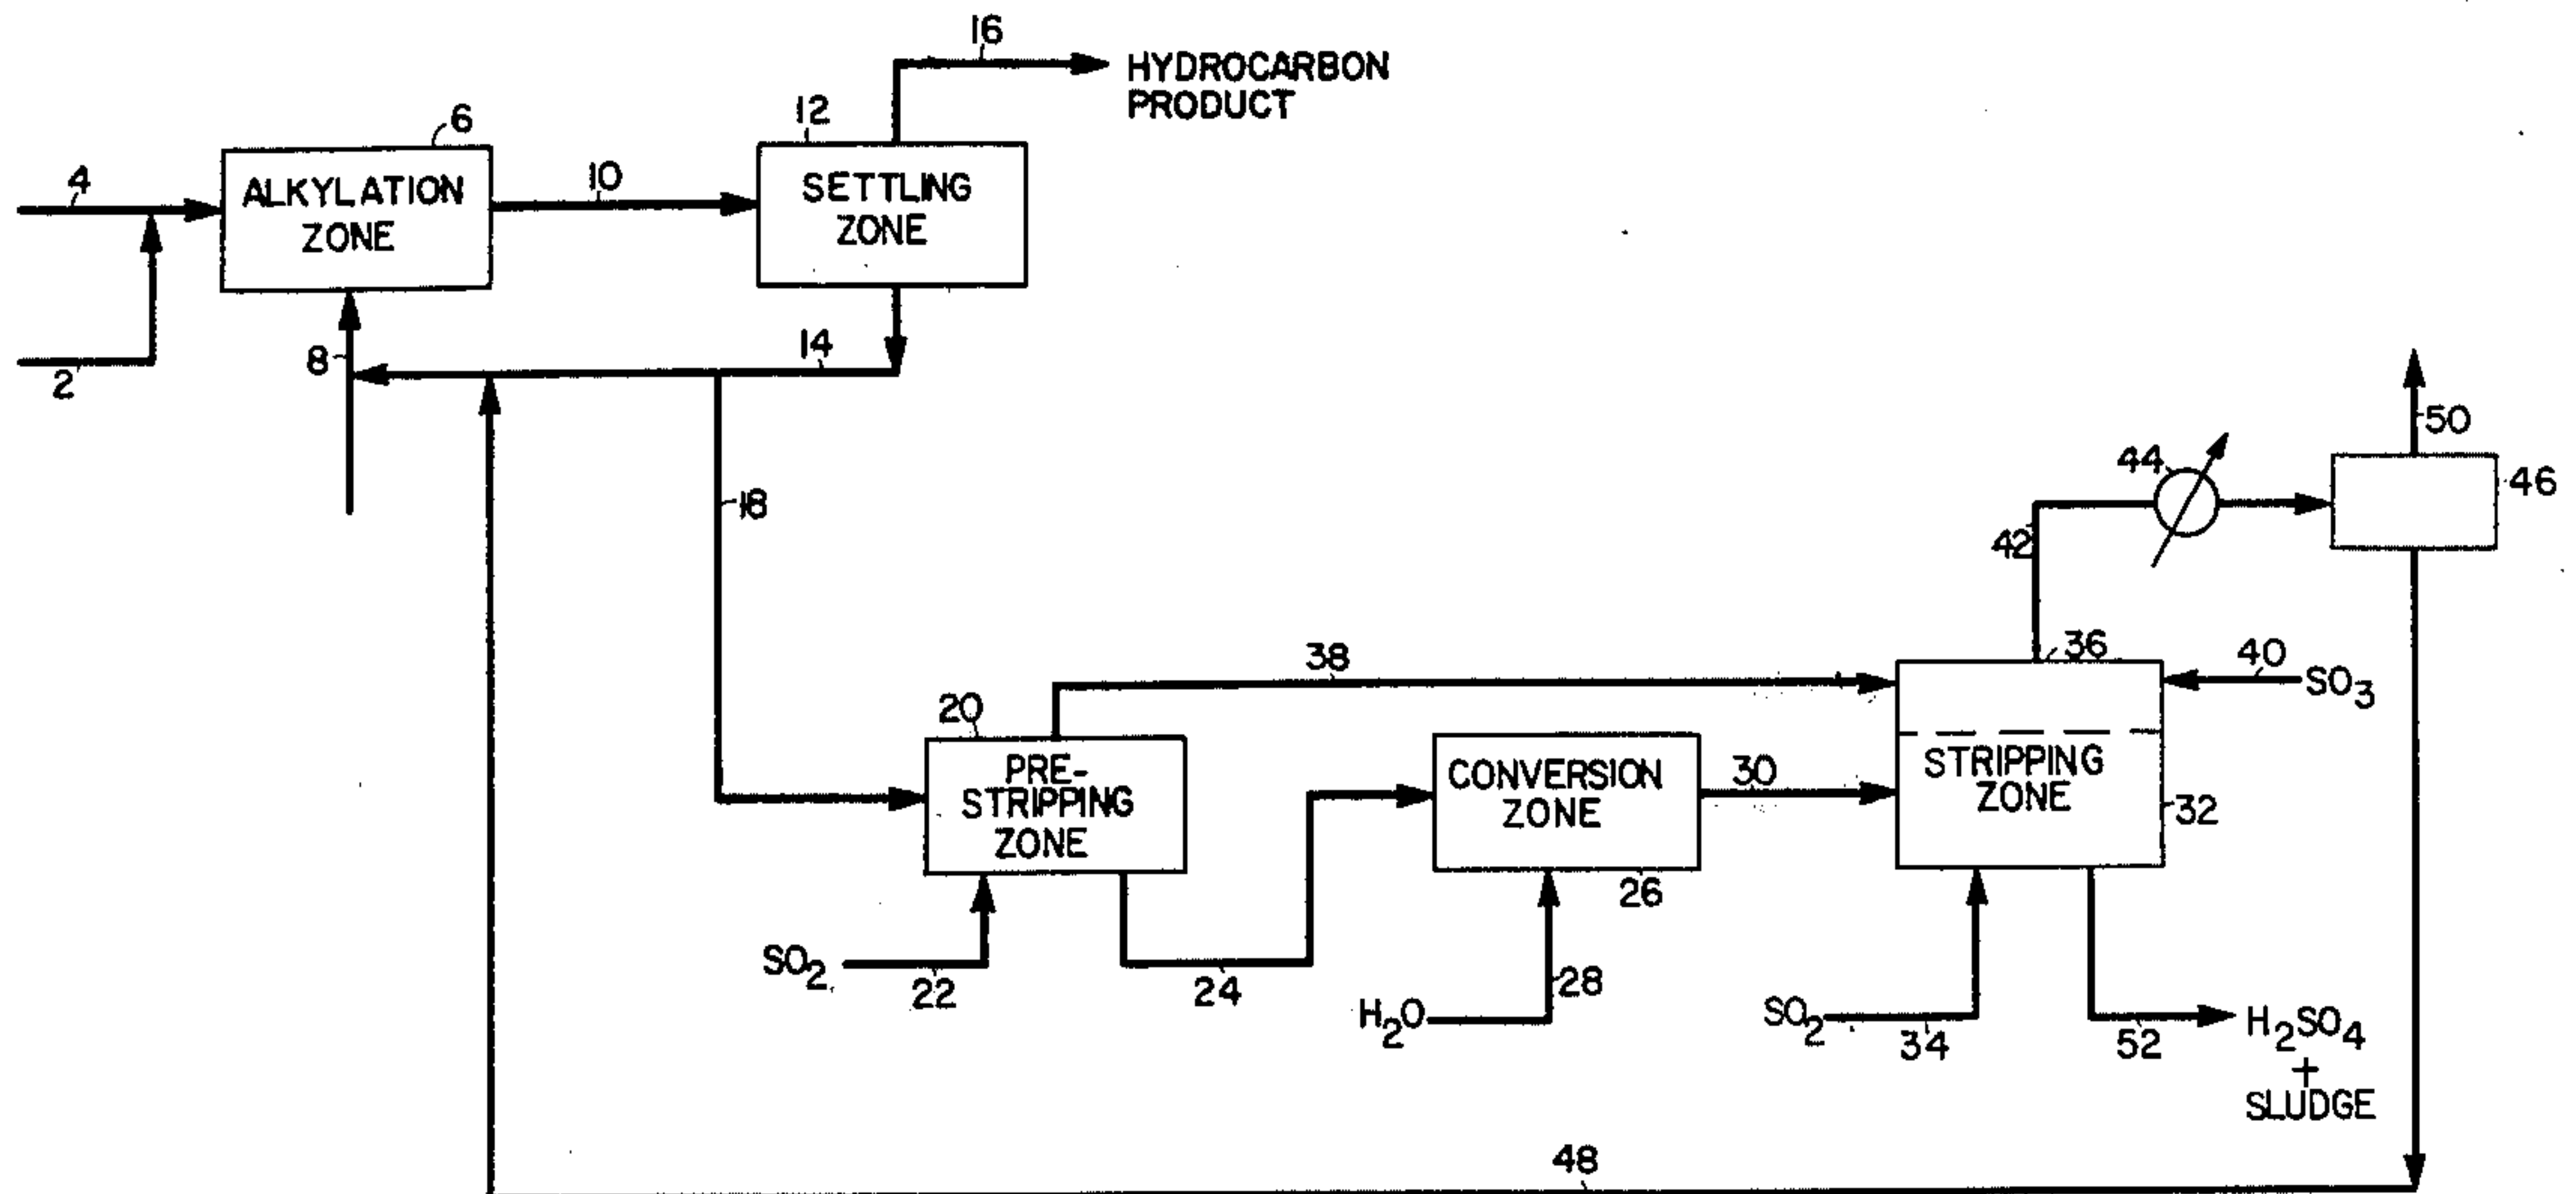 16
HYDROCARBON
PRODUCT
12
6
4
ALKYLATION
ZONE
10
SETTLING
ZONE
8
14
2
50
44
46
18
42
36
38
40
SO3
20
PRE-
STRIPPING
ZONE
CONVERSION
ZONE
30
STRIPPING
ZONE
32
26
SO2
22
24
28
H2O
SO2
34
52
H2SO4
+
SLUDGE
48